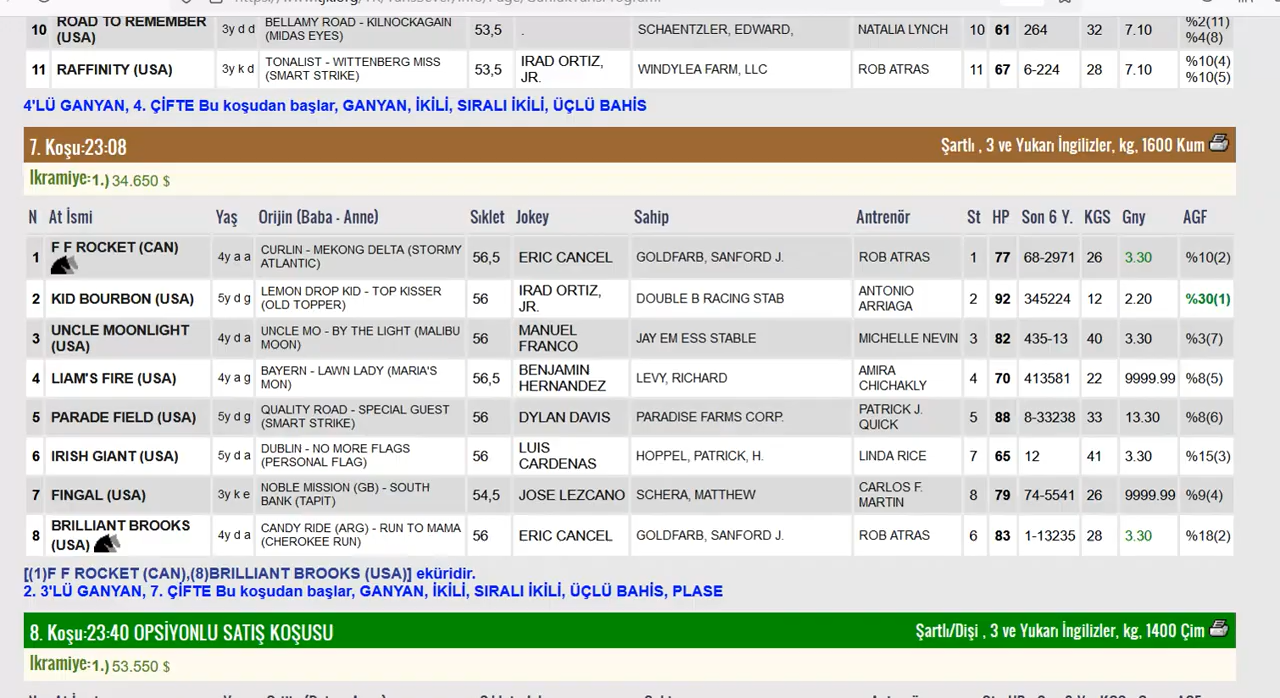 10 ROAD TO REMEMBER (USA) 3y d d BELLAMY ROAD - KILNOCKAGAIN (MIDAS EYES) 53,5 . SCHAENTZLER, EDWARD, NATALIA LYNCH 10 61 264 32 7.10 %2(11) %4(8)
11 RAFFINITY (USA) 3y k d TONALIST - WITTENBERG MISS (SMART STRIKE) 53,5 IRAD ORTIZ, JR. WINDYLEA FARM, LLC ROB ATRAS 11 67 6-224 28 7.10 %10(4) %10(5)
4'LÜ GANYAN, 4. ÇİFTE Bu koşudan başlar, GANYAN, İKİLİ, SIRALI İKİLİ, ÜÇLÜ BAHİS
7. Koşu:23:08 Şartlı , 3 ve Yukarı İngilizler, kg, 1600 Kum
İkramiye:1.) 34.650 $
N At İsmi Yaş Orijin (Baba - Anne) Sıklet Jokey Sahip Antrenör St HP Son 6 Y. KGS Gny AGF
1 F F ROCKET (CAN) 4y a a CURLIN - MEKONG DELTA (STORMY ATLANTIC) 56,5 ERIC CANCEL GOLDFARB, SANFORD J. ROB ATRAS 1 77 68-2971 26 3.30 %10(2)
2 KID BOURBON (USA) 5y d g LEMON DROP KID - TOP KISSER (OLD TOPPER) 56 IRAD ORTIZ, JR. DOUBLE B RACING STAB ANTONIO ARRIAGA 2 92 345224 12 2.20 %30(1)
3 UNCLE MOONLIGHT (USA) 4y d a UNCLE MO - BY THE LIGHT (MALIBU MOON) 56 MANUEL FRANCO JAY EM ESS STABLE MICHELLE NEVIN 3 82 435-13 40 3.30 %3(7)
4 LIAM'S FIRE (USA) 4y a g BAYERN - LAWN LADY (MARIA'S MON) 56,5 BENJAMIN HERNANDEZ LEVY, RICHARD AMIRA CHICHAKLY 4 70 413581 22 9999.99 %8(5)
5 PARADE FIELD (USA) 5y d g QUALITY ROAD - SPECIAL GUEST (SMART STRIKE) 56 DYLAN DAVIS PARADISE FARMS CORP. PATRICK J. QUICK 5 88 8-33238 33 13.30 %8(6)
6 IRISH GIANT (USA) 5y d a DUBLIN - NO MORE FLAGS (PERSONAL FLAG) 56 LUIS CARDENAS HOPPEL, PATRICK, H. LINDA RICE 7 65 12 41 3.30 %15(3)
7 FINGAL (USA) 3y k e NOBLE MISSION (GB) - SOUTH BANK (TAPIT) 54,5 JOSE LEZCANO SCHERA, MATTHEW CARLOS F. MARTIN 8 79 74-5541 26 9999.99 %9(4)
8 BRILLIANT BROOKS (USA) 4y d a CANDY RIDE (ARG) - RUN TO MAMA (CHEROKEE RUN) 56 ERIC CANCEL GOLDFARB, SANFORD J. ROB ATRAS 6 83 1-13235 28 3.30 %18(2)
[(1)F F ROCKET (CAN),(8)BRILLIANT BROOKS (USA)] eküridir.
2. 3'LÜ GANYAN, 7. ÇİFTE Bu koşudan başlar, GANYAN, İKİLİ, SIRALI İKİLİ, ÜÇLÜ BAHİS, PLASE
8. Koşu:23:40 OPSİYONLU SATIŞ KOŞUSU Şartlı/Dişi , 3 ve Yukarı İngilizler, kg, 1400 Çim
İkramiye:1.) 53.550 $